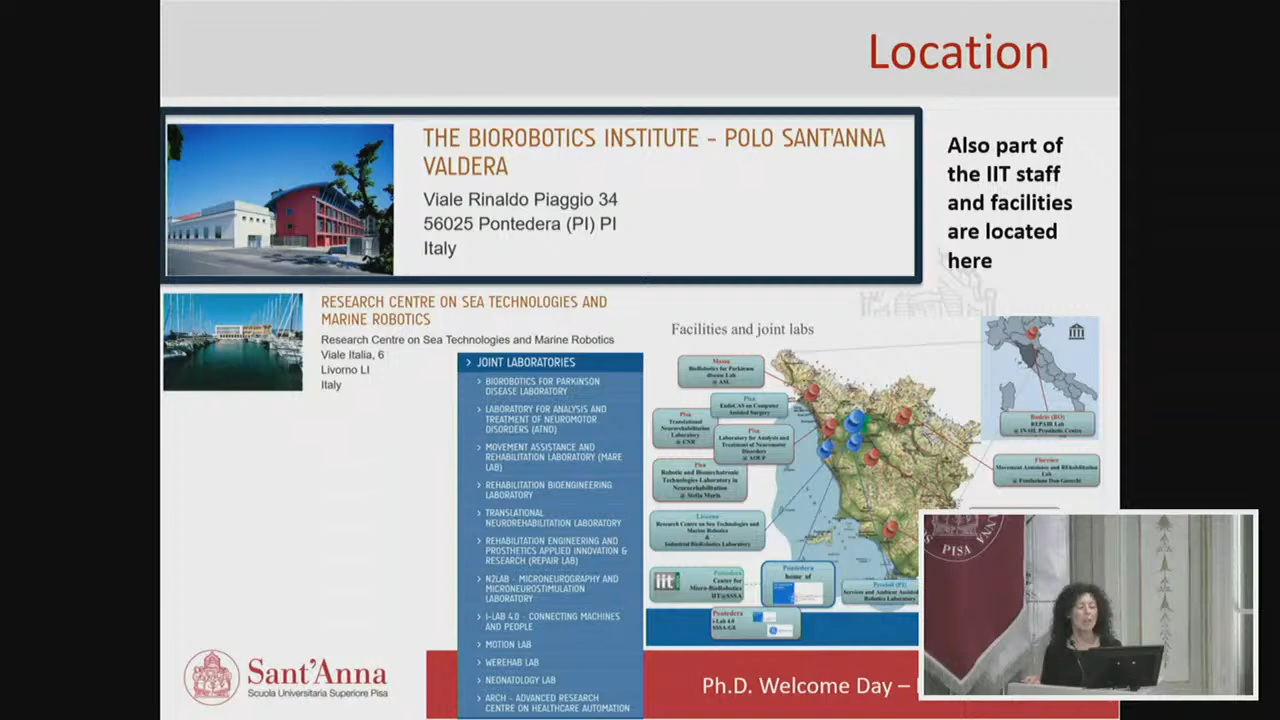 Location
THE BIOROBOTICS INSTITUTE - POLO SANT'ANNA
VALDERA
Viale Rinaldo Piaggio 34
56025 Pontedera (PI) PI
Italy
Also part of
the IIT staff
and facilities
are located
here
RESEARCH CENTRE ON SEA TECHNOLOGIES AND
MARINE ROBOTICS
Research Centre on Sea Technologies and Marine Robotics
Viale Italia, 6
Livorno LI
Italy
> JOINT LABORATORIES
> BIOROBOTICS FOR PARKINSON
DISEASE LABORATORY
> LABORATORY FOR ANALYSIS AND
TREATMENT OF NEUROMOTOR
DISORDERS (ATND)
> MOVEMENT ASSISTANCE AND
REHABILITATION LABORATORY (MARE
LAB)
> REHABILITATION BIOENGINEERING
LABORATORY
> TRANSLATIONAL
NEUROREHABILITATION LABORATORY
> REHABILITATION ENGINEERING AND
PROSTHETICS APPLIED INNOVATION &
RESEARCH (REPAIR LAB)
> N2LAB - MICRONEUROGRAPHY AND
MICRONEUROSTIMULATION
LABORATORY
> I-LAB 4.0 - CONNECTING MACHINES
AND PEOPLE
> MOTION LAB
> WEREHAB LAB
> NEONATOLOGY LAB
> ARCH - ADVANCED RESEARCH
CENTRE ON HEALTHCARE AUTOMATION
Facilities and joint labs
Massa
BioRobotics for Parkinson
disease Lab
@ ASL
Pisa
EndoCAS on Computer
Assisted Surgery
Pisa
Translational
Neurorehabilitation
Laboratory
@ CNR
Pisa
Laboratory for Analysis and
Treatment of Neuromotor
Disorders
@ AOUP
Pisa
Robotic and Biomechatronic
Technologies Laboratory in
Neurorehabilitation
@ Stella Maris
Livorno
Research Centre on Sea Technologies and
Marine Robotics
&
Industrial BioRobotics Laboratory
iit
Pontedera
Center for
Micro-BioRobotics
IIT@SSSA
Pontedera
home of
Pontedera
i-Lab 4.0
SSSA-GE
Peccioli (PI)
Services and Ambient Assisted
Robotics Laboratory
Budrio (BO)
REPAIR Lab
@ INAIL Prosthetic Centre
Florence
Movement Assistance and REhabilitation
Lab
@ Fondazione Don Gnocchi
Sant'Anna
Scuola Universitaria Superiore Pisa
Ph.D. Welcome Day –
ANNA
PISA